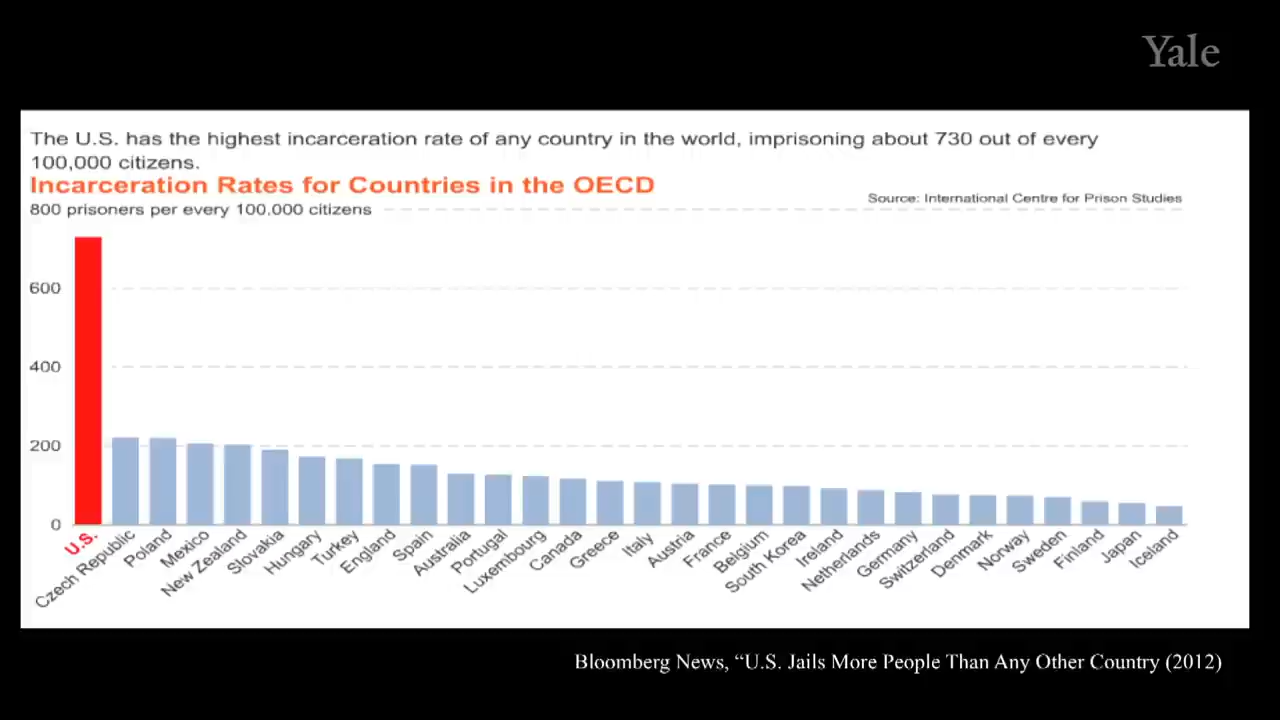 Yale
The U.S. has the highest incarceration rate of any country in the world, imprisoning about 730 out of every
100,000 citizens.
Incarceration Rates for Countries in the OECD
Source: International Centre for Prison Studies
800 prisoners per every 100,000 citizens
600
400
200
0
U.S.
Czech Republic
Poland
Mexico
New Zealand
Slovakia
Hungary
Turkey
England
Spain
Australia
Portugal
Luxembourg
Canada
Greece
Italy
Austria
France
Belgium
South Korea
Ireland
Netherlands
Germany
Switzerland
Denmark
Norway
Sweden
Finland
Japan
Iceland
Bloomberg News, “U.S. Jails More People Than Any Other Country (2012)